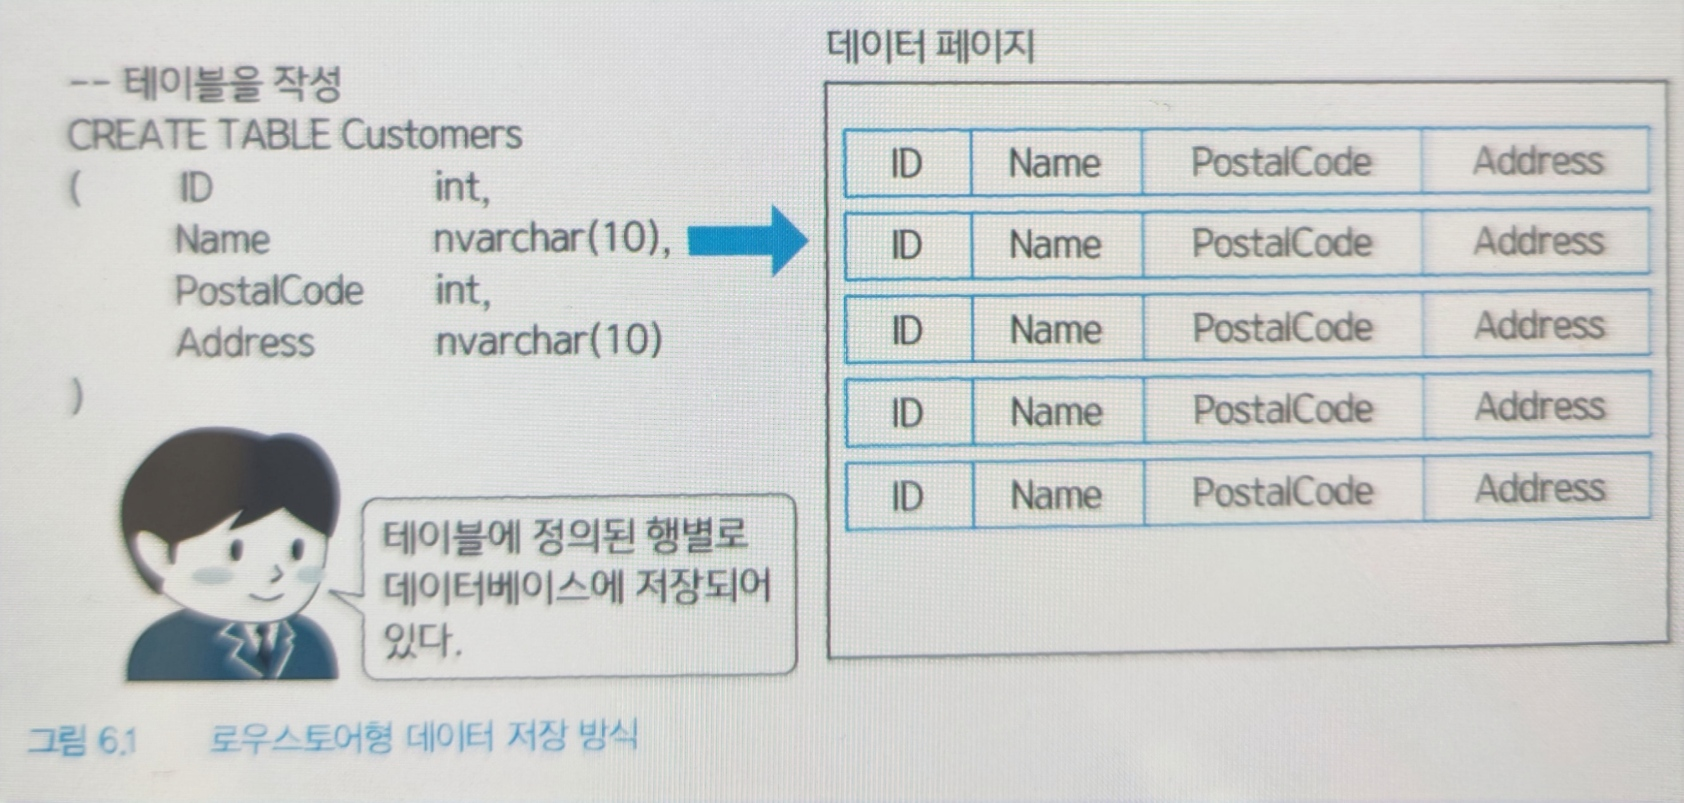 데이터 페이지
-- 테이블을 작성
CREATE TABLE Customers
( ID int,
Name nvarchar(10),
PostalCode int,
Address nvarchar(10)
)
ID Name PostalCode Address
ID Name PostalCode Address
ID Name PostalCode Address
ID Name PostalCode Address
ID Name PostalCode Address
테이블에 정의된 행별로
데이터베이스에 저장되어
있다.
그림 6.1 로우스토어형 데이터 저장 방식